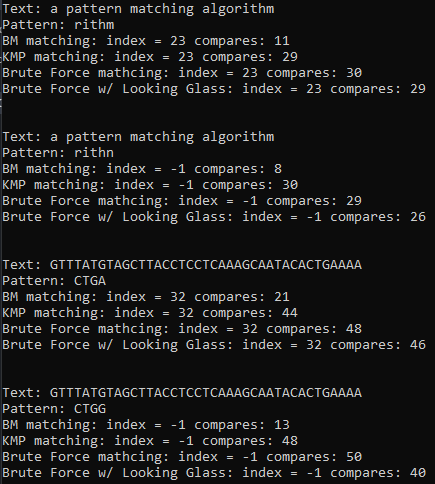 Text: a pattern matching algorithm
Pattern: rithm
BM matching: index = 23 compares: 11
KMP matching: index = 23 compares: 29
Brute Force mathcing: index = 23 compares: 30
Brute Force w/ Looking Glass: index = 23 compares: 29
Text: a pattern matching algorithm
Pattern: rithn
BM matching: index = -1 compares: 8
KMP matching: index = -1 compares: 30
Brute Force mathcing: index = -1 compares: 29
Brute Force w/ Looking Glass: index = -1 compares: 26
Text: GTTTATGTAGCTTACCTCCTCAAAGCAATACACTGAAAA
Pattern: CTGA
BM matching: index = 32 compares: 21
KMP matching: index = 32 compares: 44
Brute Force mathcing: index = 32 compares: 48
Brute Force w/ Looking Glass: index = 32 compares: 46
Text: GTTTATGTAGCTTACCTCCTCAAAGCAATACACTGAAAA
Pattern: CTGG
BM matching: index = -1 compares: 13
KMP matching: index = -1 compares: 48
Brute Force mathcing: index = -1 compares: 50
Brute Force w/ Looking Glass: index = -1 compares: 40